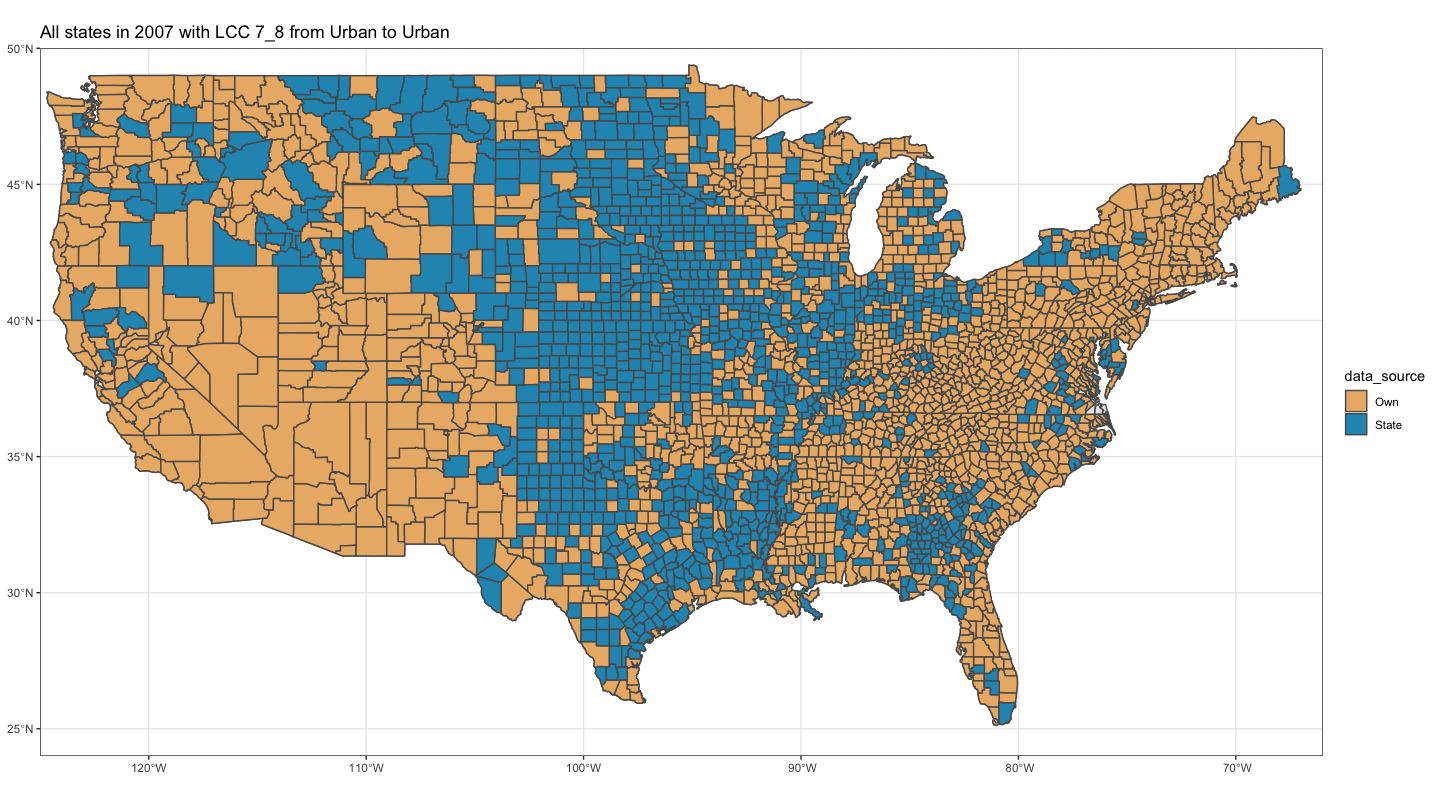 All states in 2007 with LCC 7_8 from Urban to Urban
50°N
45°N
40°N
35°N
30°N
25°N
120°W
110°W
100°W
90°W
80°W
70°W
data_source
Own
State